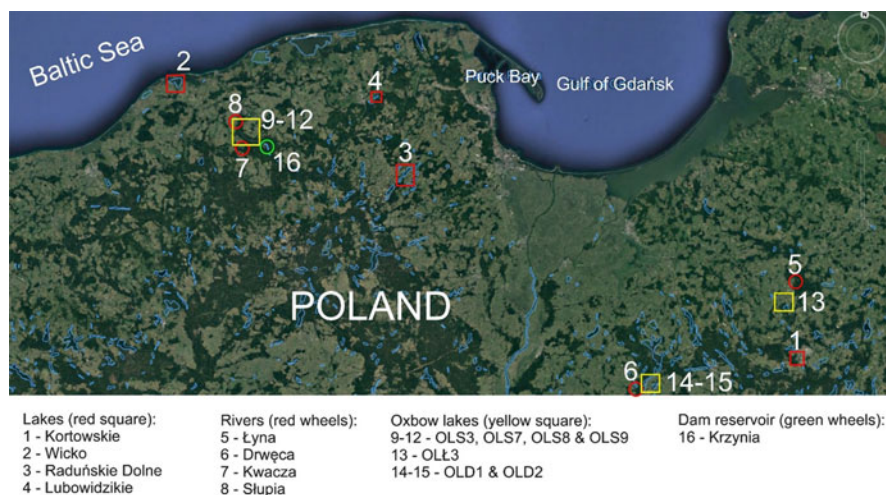 Baltic Sea
2
8
9-12
7
16
4
3
Puck Bay
Gulf of Gdańsk
POLAND
5
13
1
6
14-15
Lakes (red square):
1 - Kortowskie
2 - Wicko
3 - Raduńskie Dolne
4 - Lubowidzikie
Rivers (red wheels):
5 - Łyna
6 - Drwęca
7 - Kwacza
8 - Słupia
Oxbow lakes (yellow square):
9-12 - OLS3, OLS7, OLS8 & OLS9
13 - OLŁ3
14-15 - OLD1 & OLD2
Dam reservoir (green wheels):
16 - Krzynia